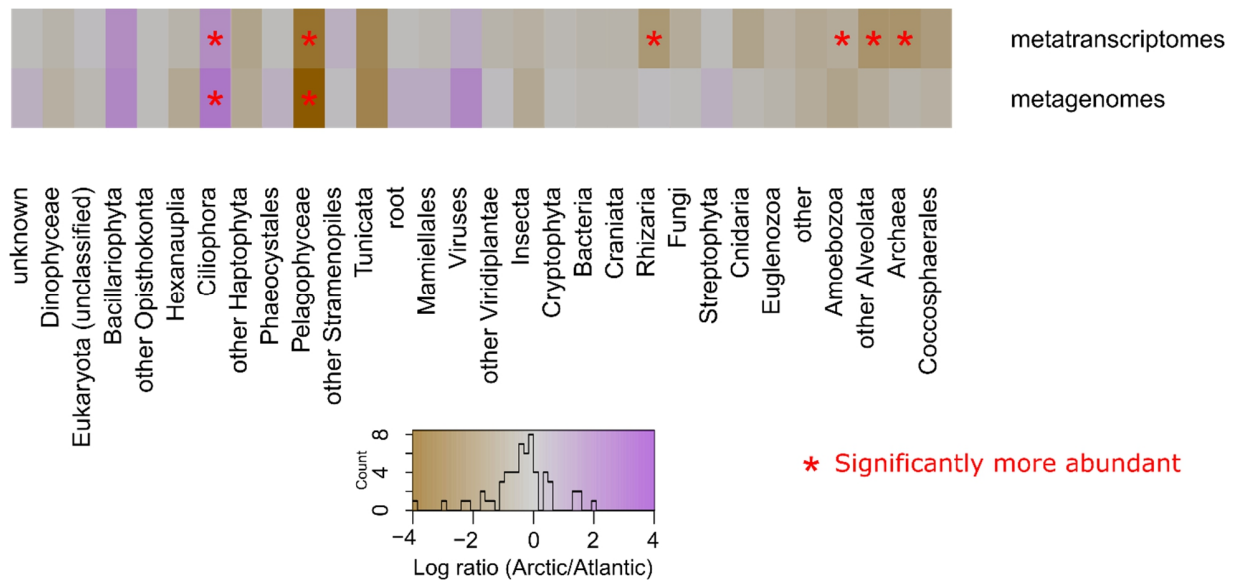 * * * * * * metatranscriptomes
* * metagenomes
unknown
Dinophyceae
Eukaryota (unclassified)
Bacillariophyta
other Opisthokonta
Hexanauplia
Ciliophora
other Haptophyta
Phaeocystales
Pelagophyceae
other Stramenopiles
Tunicata
root
Mamiellales
Viruses
other Viridiplantae
Insecta
Cryptophyta
Bacteria
Craniata
Rhizaria
Fungi
Streptophyta
Cnidaria
Euglenozoa
other
Amoebozoa
other Alveolata
Archaea
Coccosphaerales
Count
8
4
0
−4 −2 0 2 4
Log ratio (Arctic/Atlantic)
* Significantly more abundant